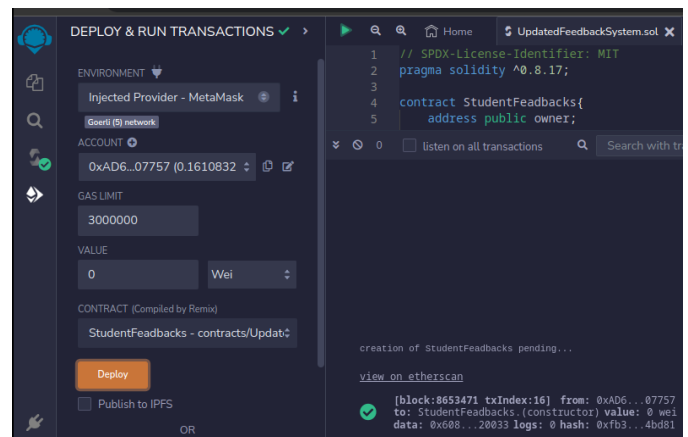 DEPLOY & RUN TRANSACTIONS
ENVIRONMENT
Injected Provider - MetaMask
Goerli (5) network
ACCOUNT
0xAD6...07757 (0.1610832
GAS LIMIT
3000000
VALUE
0 Wei
CONTRACT (Compiled by Remix)
StudentFeadbacks - contracts/Updat
Deploy
Publish to IPFS
OR
Home UpdatedFeedbackSystem.sol
1 // SPDX-License-Identifier: MIT
2 pragma solidity ^0.8.17;
3
4 contract StudentFeadbacks{
5 address public owner;
0 listen on all transactions Search with tra
creation of StudentFeadbacks pending...
view on etherscan
[block:8653471 txIndex:16] from: 0xAD6...07757
to: StudentFeadbacks.(constructor) value: 0 wei
data: 0x608...20033 logs: 0 hash: 0xfb3...4bd81